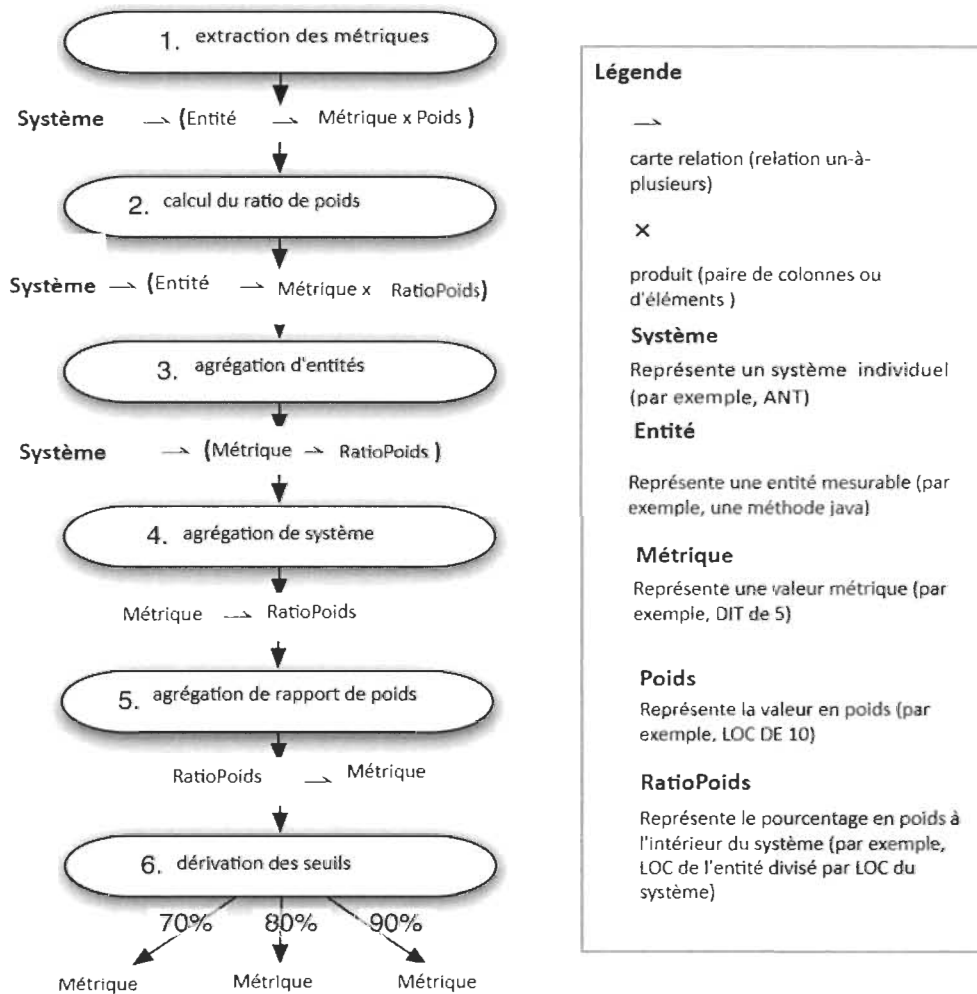 1. extraction des métriques
Système ⇀ (Entité ⇀ Métrique x Poids )
2. calcul du ratio de poids
Système ⇀ (Entité ⇀ Métrique x RatioPoids)
3. agrégation d'entités
Système ⇀ (Métrique ⇀ RatioPoids )
4. agrégation de système
Métrique ⇀ RatioPoids
5. agrégation de rapport de poids
RatioPoids ⇀ Métrique
6. dérivation des seuils
70% 80% 90%
Métrique Métrique Métrique
Légende
⇀
carte relation (relation un-à-
plusieurs)
×
produit (paire de colonnes ou
d'éléments )
Système
Représente un système individuel
(par exemple, ANT)
Entité
Représente une entité mesurable (par
exemple, une méthode java)
Métrique
Représente une valeur métrique (par
exemple, DIT de 5)
Poids
Représente la valeur en poids (par
exemple, LOC DE 10)
RatioPoids
Représente le pourcentage en poids à
l'intérieur du système (par exemple,
LOC de l'entité divisé par LOC du
système)